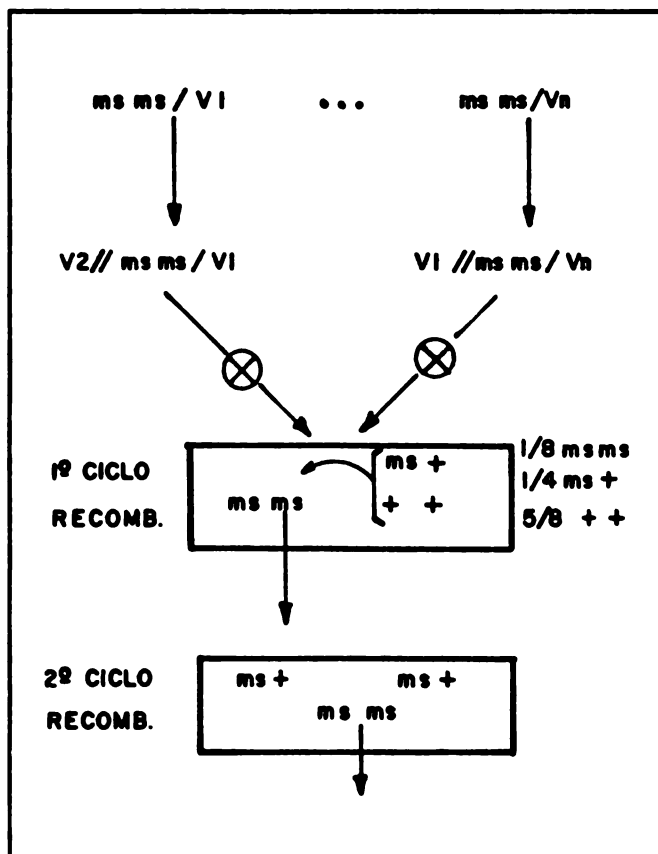 ms ms / V1 ... ms ms/Vn
V2// ms ms / V1 V1 //ms ms / Vn
1º CICLO
RECOMB.
ms +
ms ms + +
1/8 ms ms
1/4 ms +
5/8 + +
2º CICLO
RECOMB.
ms + ms +
ms ms